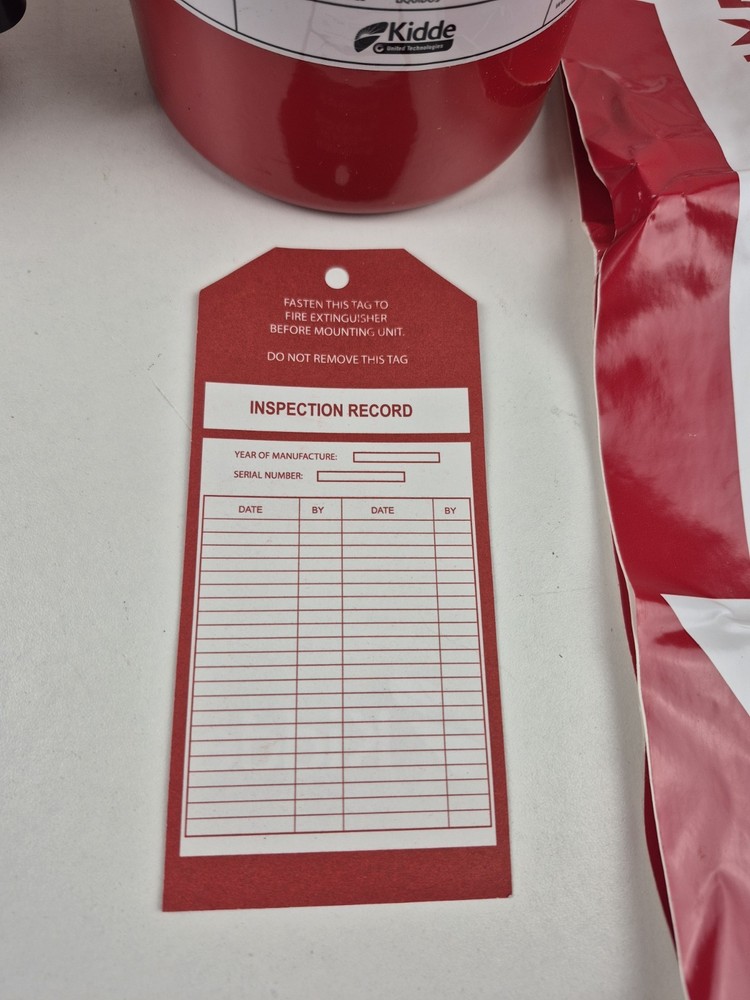 Kidde
United Technologies
FASTEN THIS TAG TO
FIRE EXTINGUISHER
BEFORE MOUNTING UNIT.
DO NOT REMOVE THIS TAG
INSPECTION RECORD
YEAR OF MANUFACTURE:
SERIAL NUMBER:
DATE BY DATE BY